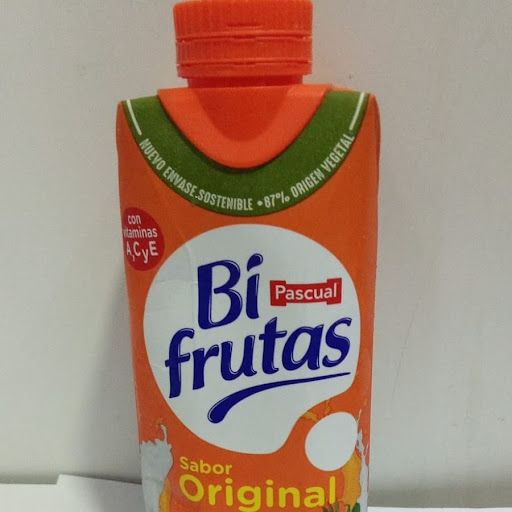 NUEVO ENVASE SOSTENIBLE • 87% ORIGEN VEGETAL
con
vitaminas
A, C y E
Bi
Pascual
frutas
Sabor
Original